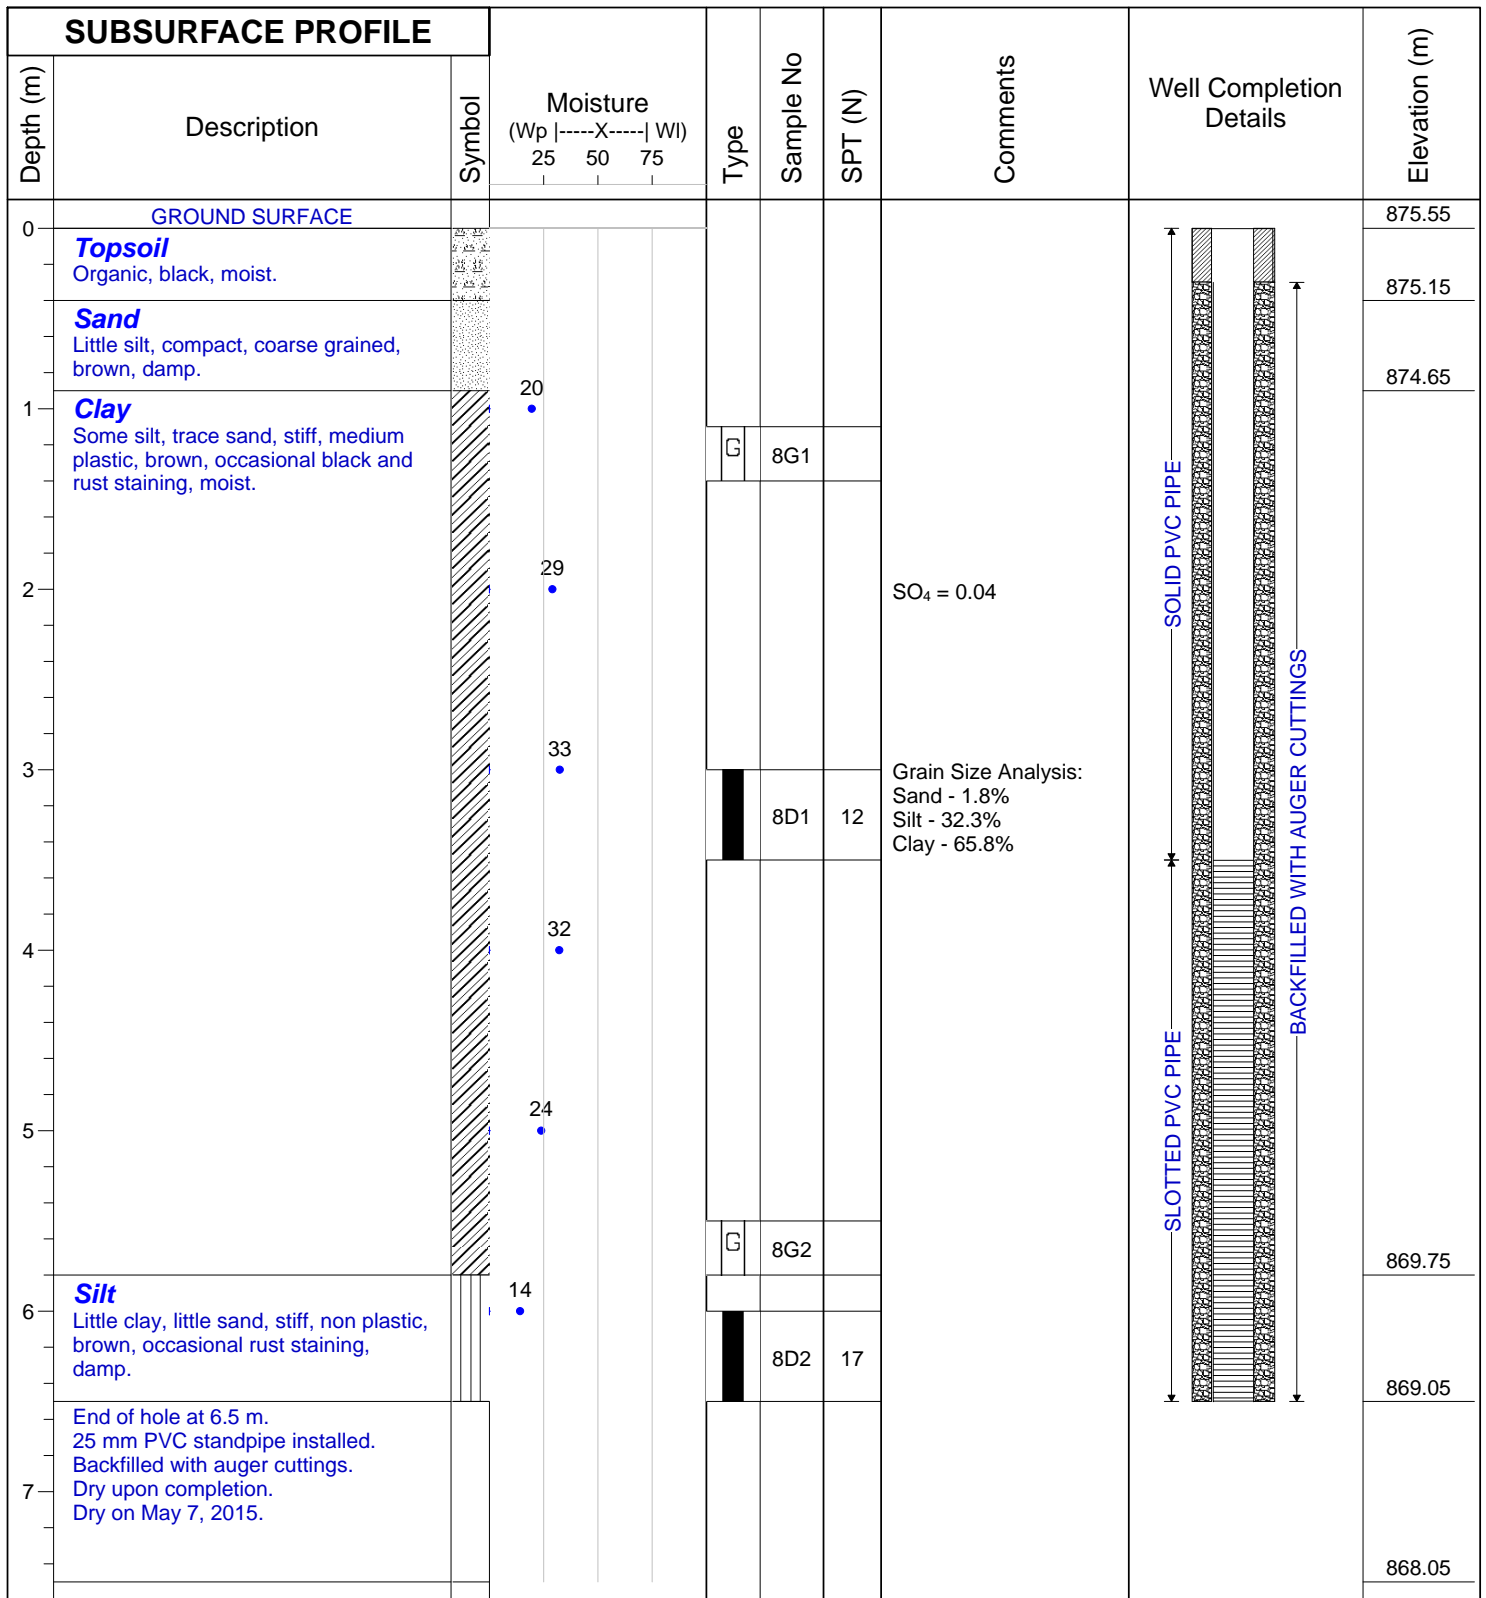 SUBSURFACE PROFILE
Depth (m)
Description
Symbol
Moisture
(Wp |-----X-----| Wl)
25 50 75
Type
Sample No
SPT (N)
Comments
Well Completion
Details
Elevation (m)
GROUND SURFACE
875.55
0
Topsoil
Organic, black, moist.
875.15
Sand
Little silt, compact, coarse grained,
brown, damp.
874.65
20
1
Clay
Some silt, trace sand, stiff, medium
plastic, brown, occasional black and
rust staining, moist.
G 8G1
SOLID PVC PIPE
29
2
SO₄ = 0.04
BACKFILLED WITH AUGER CUTTINGS
33
3
8D1 12
Grain Size Analysis:
Sand - 1.8%
Silt - 32.3%
Clay - 65.8%
32
4
24
5
SLOTTED PVC PIPE
G 8G2
869.75
14
6
Silt
Little clay, little sand, stiff, non plastic,
brown, occasional rust staining,
damp.
8D2 17
869.05
End of hole at 6.5 m.
25 mm PVC standpipe installed.
Backfilled with auger cuttings.
7
Dry upon completion.
Dry on May 7, 2015.
868.05